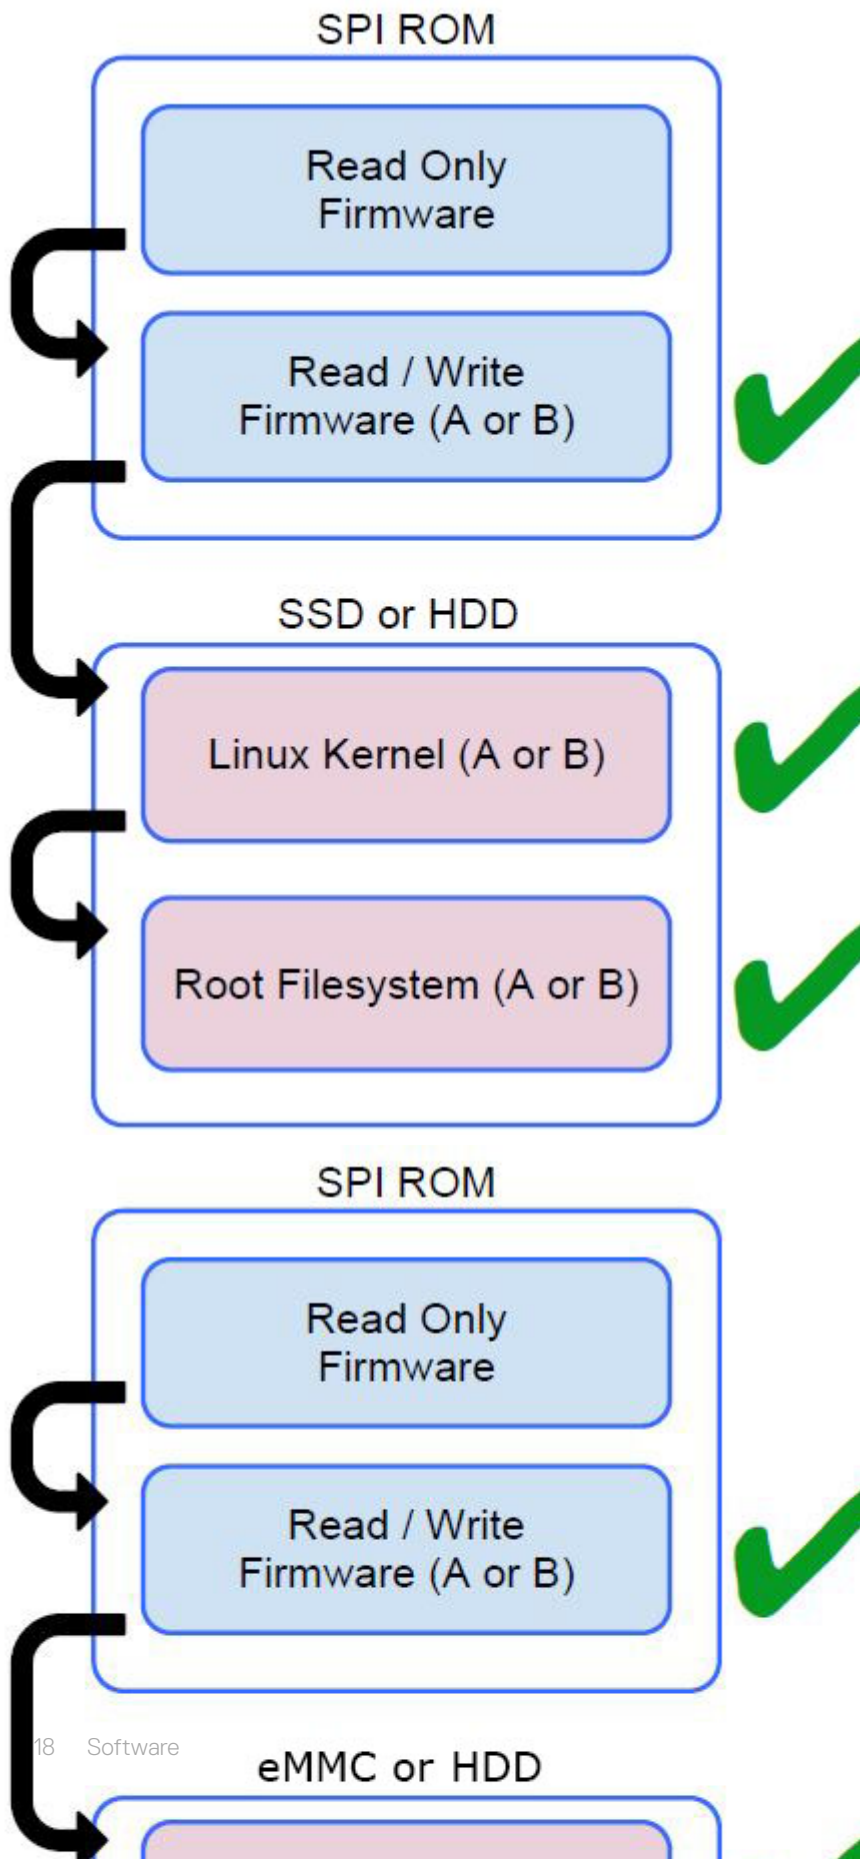 SPI ROM
Read Only
Firmware
Read / Write
Firmware (A or B)
SSD or HDD
Linux Kernel (A or B)
Root Filesystem (A or B)
SPI ROM
Read Only
Firmware
Read / Write
Firmware (A or B)
18 Software
eMMC or HDD